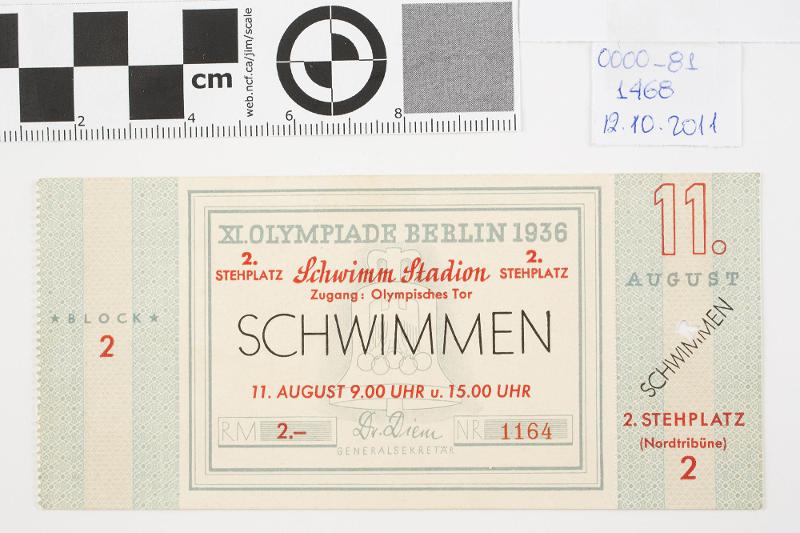 cm
web.ncf.ca/jim/scale
2 4 6 8
0000-81
1468
12.10.2011
XI. OLYMPIADE BERLIN 1936
2. STEHPLATZ
Schwimm Stadion
2. STEHPLATZ
Zugang: Olympisches Tor
SCHWIMMEN
11. AUGUST 9.00 UHR u. 15.00 UHR
RM 2.–
Dr. Diem
NR 1164
GENERALSEKRETÄR
★ BLOCK ★
2
11.
AUGUST
SCHWIMMEN
2. STEHPLATZ
(Nordtribüne)
2